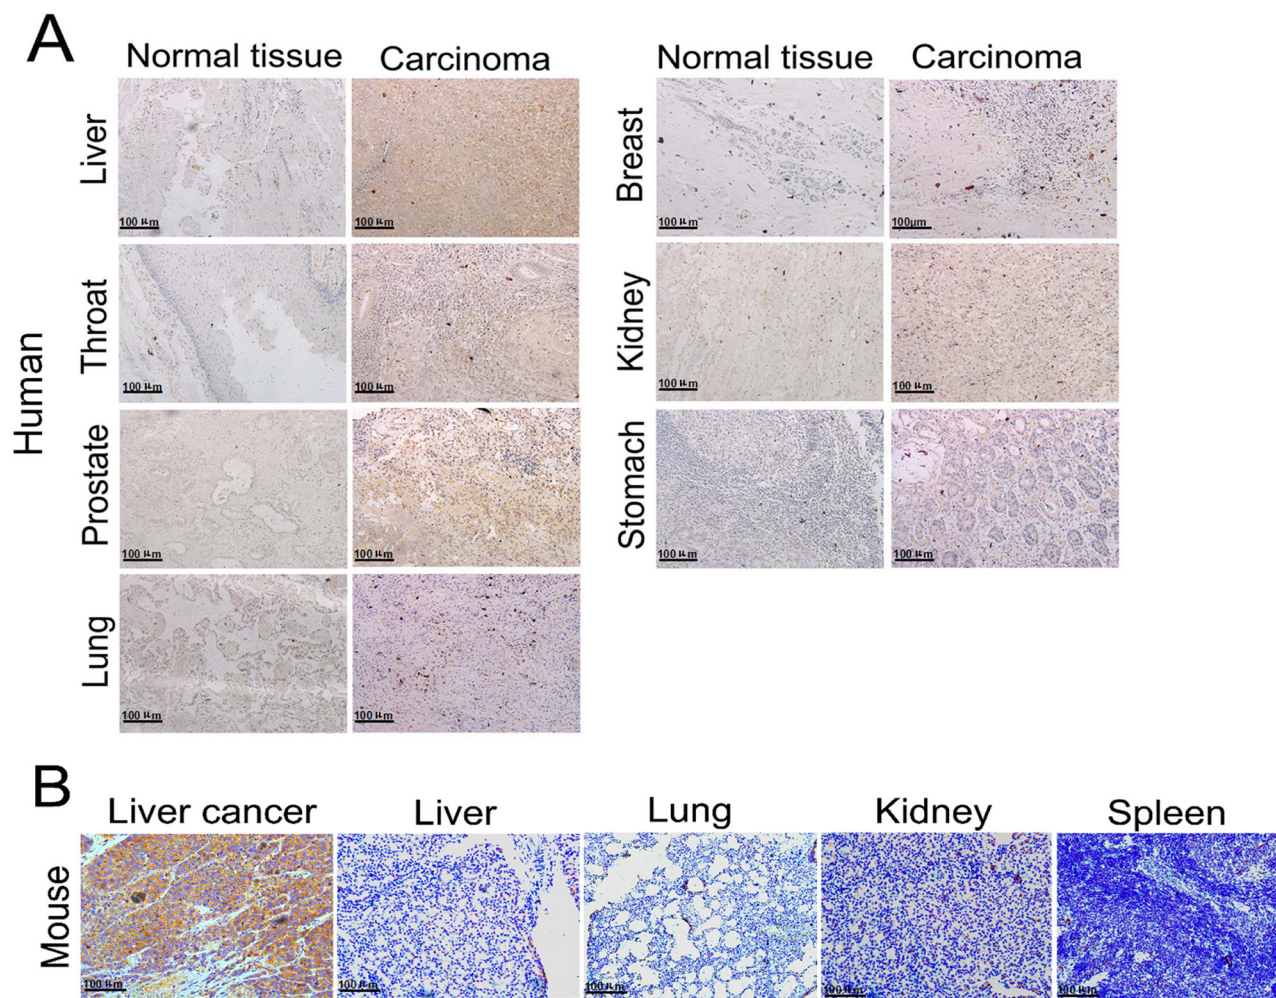 A
Normal tissue Carcinoma Normal tissue Carcinoma
Human
Liver
100 μm 100 μm
Breast
100 μm 100μm
Throat
100 μm 100 μm
Kidney
100 μm 100 μm
Prostate
100 μm 100 μm
Stomach
100 μm 100 μm
Lung
100 μm 100 μm
B
Liver cancer Liver Lung Kidney Spleen
Mouse
100 μm 100 μm 100 μm 100 μm 100 μm